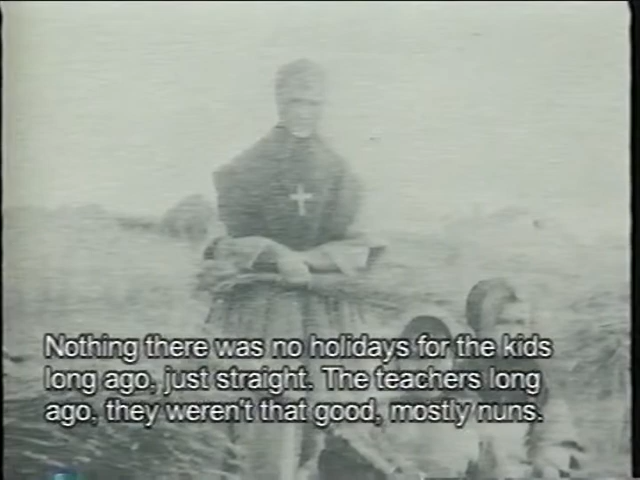 Nothing there was no holidays for the kids
long ago, just straight. The teachers long
ago, they weren't that good, mostly nuns.